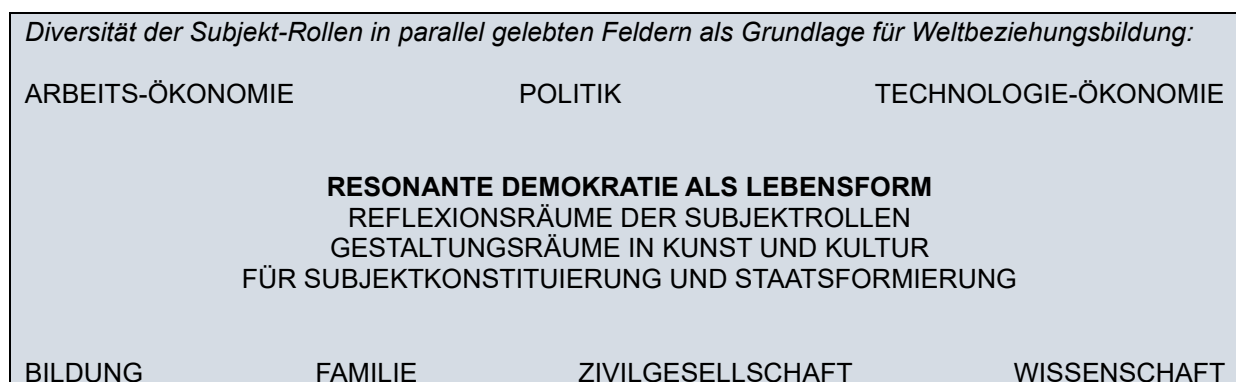 Diversität der Subjekt-Rollen in parallel gelebten Feldern als Grundlage für Weltbeziehungsbildung:
ARBEITS-ÖKONOMIE POLITIK TECHNOLOGIE-ÖKONOMIE
RESONANTE DEMOKRATIE ALS LEBENSFORM
REFLEXIONSRÄUME DER SUBJEKTROLLEN
GESTALTUNGSRÄUME IN KUNST UND KULTUR
FÜR SUBJEKTKONSTITUIERUNG UND STAATSFORMIERUNG
BILDUNG FAMILIE ZIVILGESELLSCHAFT WISSENSCHAFT